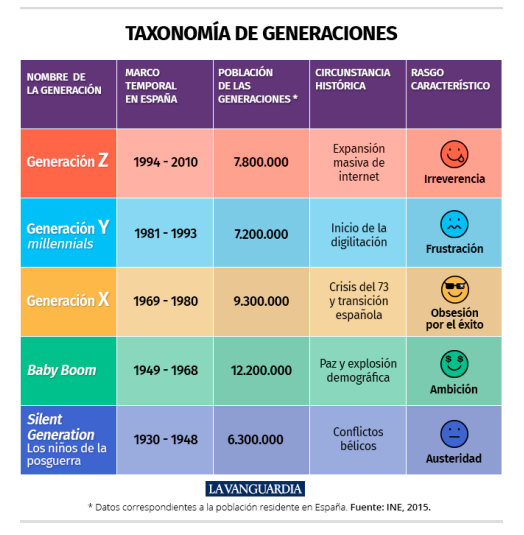 TAXONOMÍA DE GENERACIONES
NOMBRE DE
LA GENERACIÓN
MARCO
TEMPORAL
EN ESPAÑA
POBLACIÓN
DE LAS
GENERACIONES *
CIRCUNSTANCIA
HISTÓRICA
RASGO
CARACTERÍSTICO
Generación Z
1994 - 2010
7.800.000
Expansión
masiva de
internet
Irreverencia
Generación Y
millennials
1981 - 1993
7.200.000
Inicio de la
digilitación
Frustración
Generación X
1969 - 1980
9.300.000
Crisis del 73
y transición
española
Obsesión
por el éxito
Baby Boom
1949 - 1968
12.200.000
Paz y explosión
demográfica
Ambición
Silent
Generation
Los niños de la
posguerra
1930 - 1948
6.300.000
Conflictos
bélicos
Austeridad
LA VANGUARDIA
* Datos correspondientes a la población residente en España. Fuente: INE, 2015.